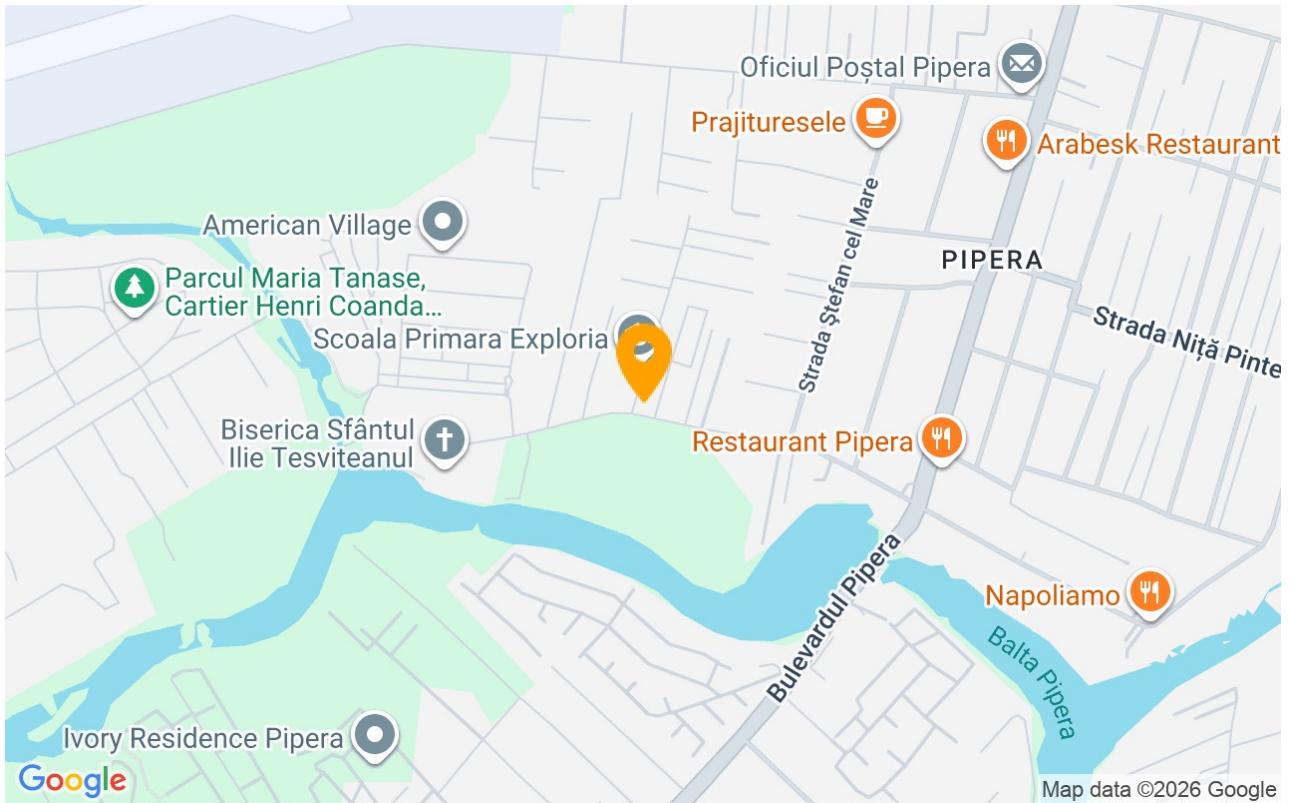 Oficiul Poștal Pipera
Prajituresele
Arabesk Restaurant
Strada Ștefan cel Mare
American Village
PIPERA
Parcul Maria Tanase,
Cartier Henri Coanda...
Strada Niță Pinte
Scoala Primara Exploria
Biserica Sfântul
Ilie Tesviteanul
Restaurant Pipera
Bulevardul Pipera
Napoliamo
Balta Pipera
Ivory Residence Pipera
Google
Map data ©2026 Google